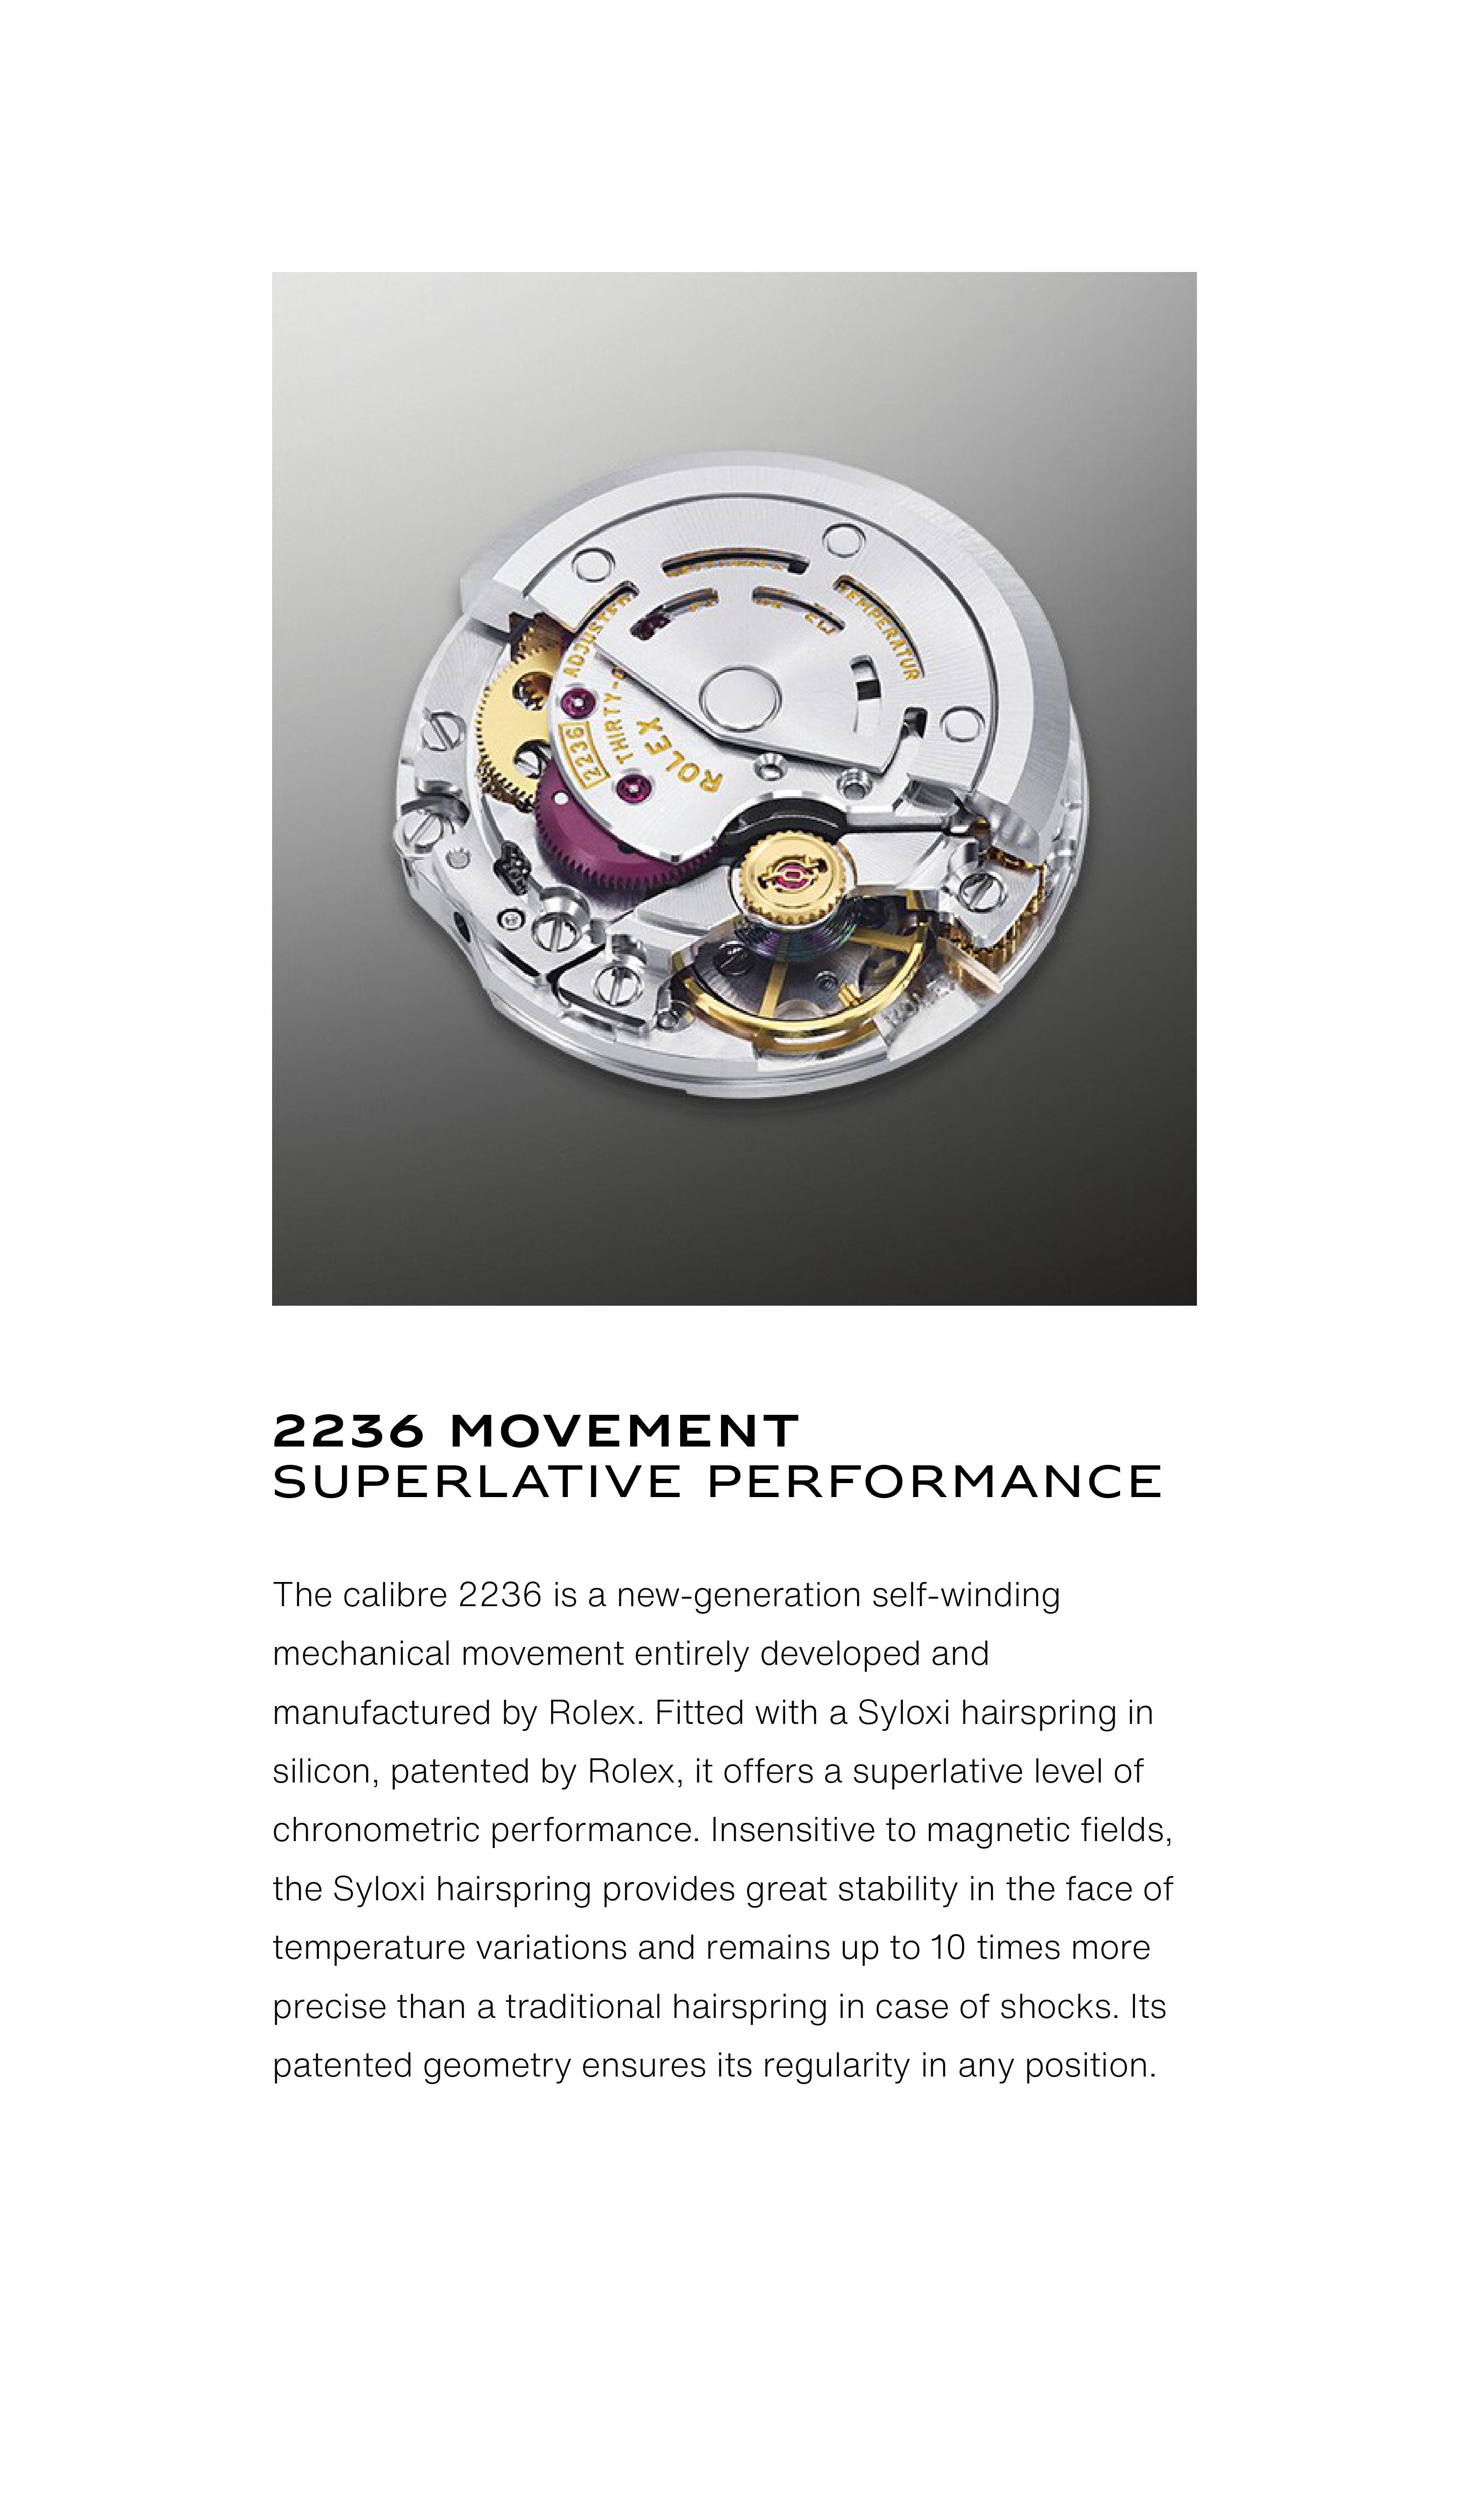 TEMPERATUR
ADJUSTE
THIRTY-
2236
ROLEX
2236 MOVEMENT
SUPERLATIVE PERFORMANCE
The calibre 2236 is a new-generation self-winding
mechanical movement entirely developed and
manufactured by Rolex. Fitted with a Syloxi hairspring in
silicon, patented by Rolex, it offers a superlative level of
chronometric performance. Insensitive to magnetic fields,
the Syloxi hairspring provides great stability in the face of
temperature variations and remains up to 10 times more
precise than a traditional hairspring in case of shocks. Its
patented geometry ensures its regularity in any position.